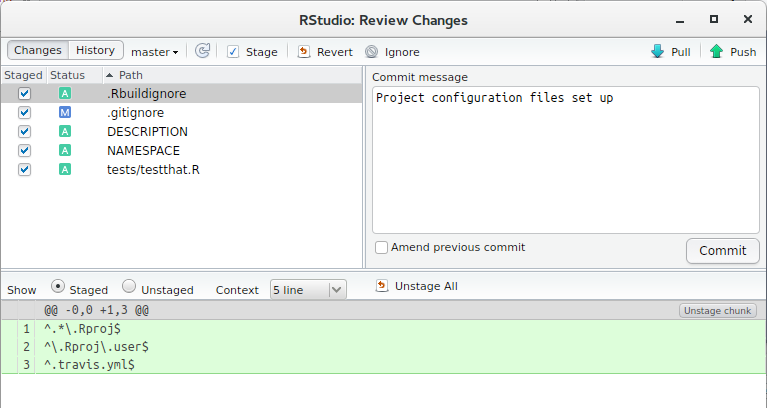 RStudio: Review Changes
Changes History master Stage Revert Ignore Pull Push
Staged Status Path
A .Rbuildignore
M .gitignore
A DESCRIPTION
A NAMESPACE
A tests/testthat.R
Commit message
Project configuration files set up
Amend previous commit
Commit
Show Staged Unstaged Context 5 line Unstage All
@@ -0,0 +1,3 @@ Unstage chunk
1 ^.*\.Rproj$
2 ^\.Rproj\.user$
3 ^.travis.yml$